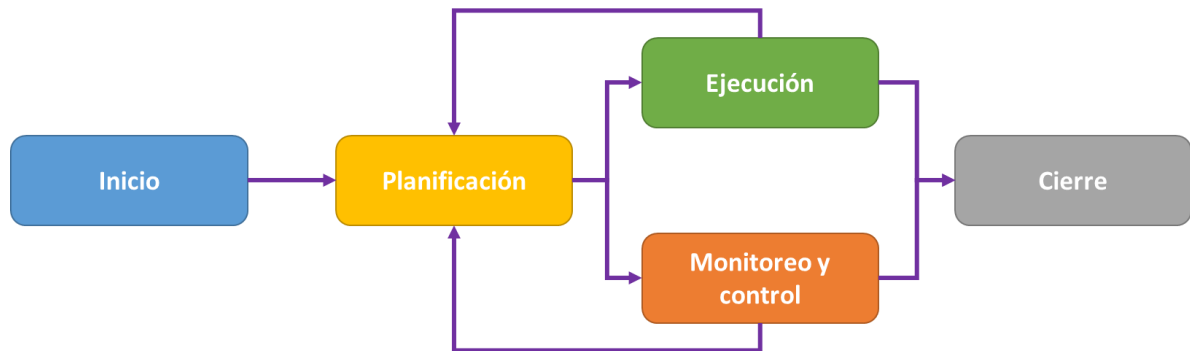 Inicio
Planificación
Ejecución
Monitoreo y
control
Cierre